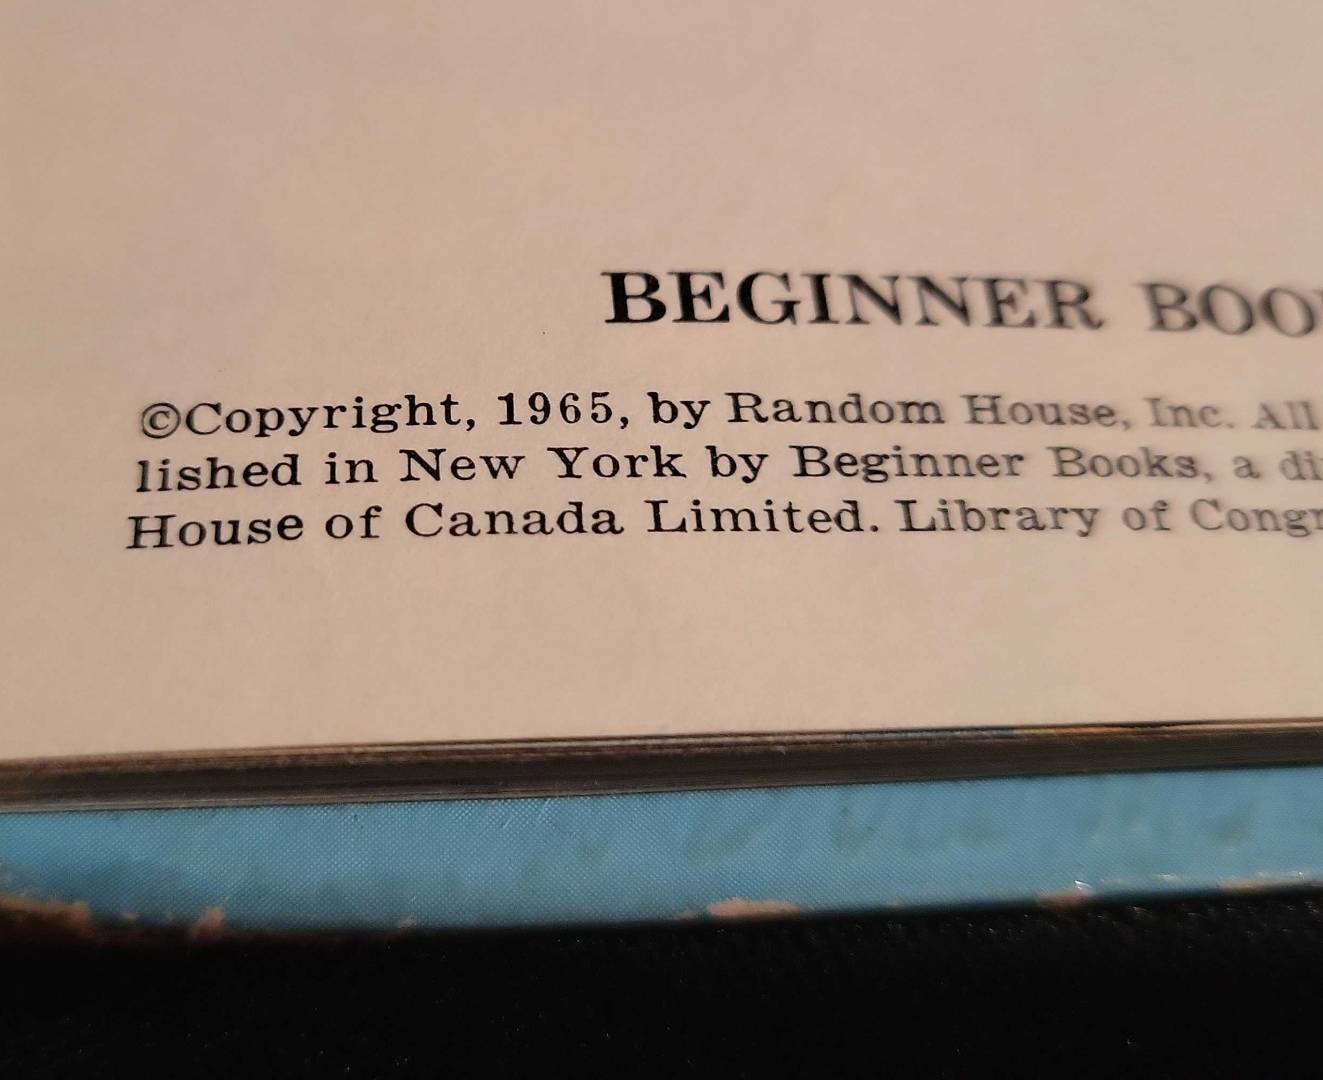 BEGINNER
©Copyright, 1965, by Random House, Inc. All
lished in New York by Beginner Books, a
House of Canada Limited. Library of